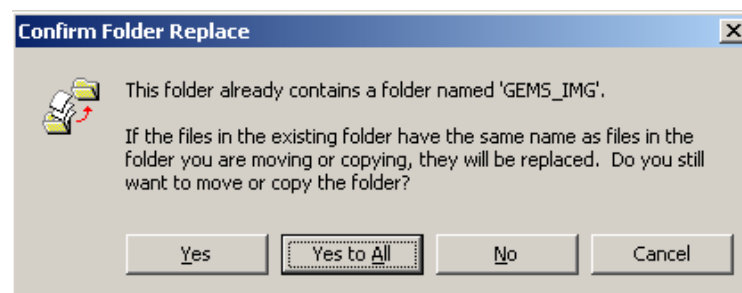 Confirm Folder Replace
This folder already contains a folder named 'GEMS_IMG'.
If the files in the existing folder have the same name as files in the
folder you are moving or copying, they will be replaced.  Do you still
want to move or copy the folder?
Yes
Yes to All
No
Cancel